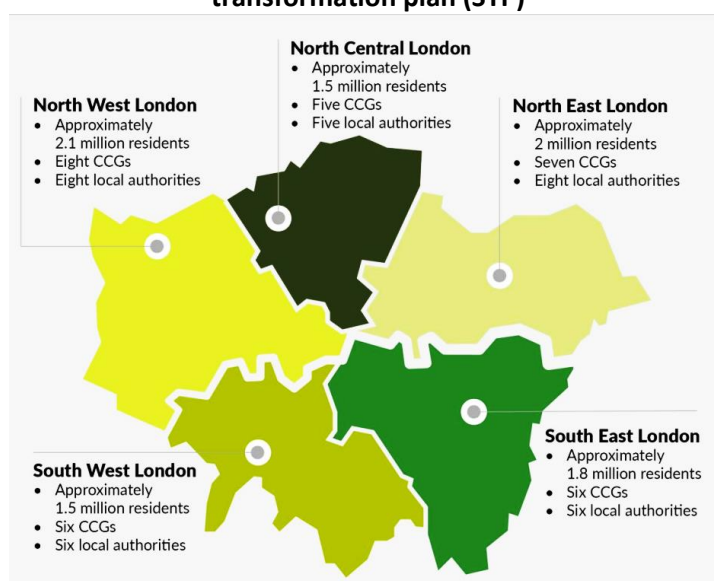 transformation plan (STP)
North Central London
• Approximately
1.5 million residents
• Five CCGs
• Five local authorities
North West London
• Approximately
2.1 million residents
• Eight CCGs
• Eight local authorities
North East London
• Approximately
2 million residents
• Seven CCGs
• Eight local authorities
South East London
• Approximately
1.8 million residents
• Six CCGs
• Six local authorities
South West London
• Approximately
1.5 million residents
• Six CCGs
• Six local authorities